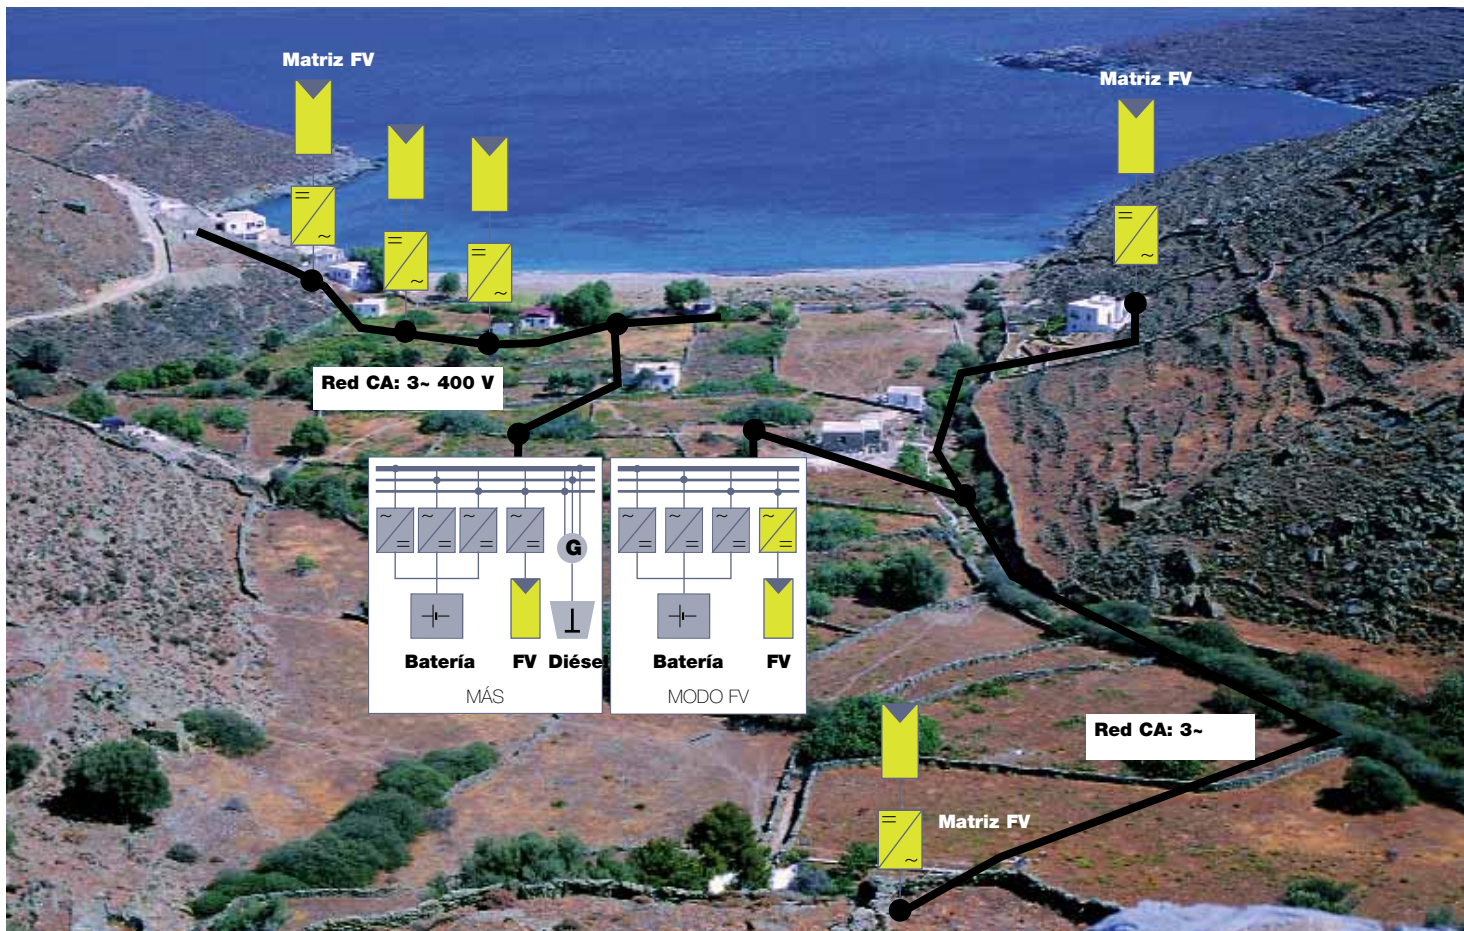 Matriz FV
Matriz FV
Red CA: 3~ 400 V
G
Batería
FV
Diésel
MÁS
Batería
FV
MODO FV
Red CA: 3~
Matriz FV